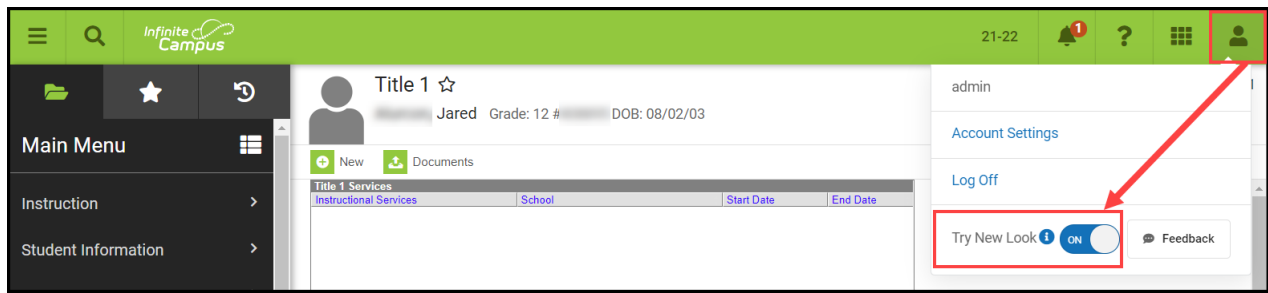 Infinite Campus
21-22
1
?
Title 1
Jared Grade: 12 # DOB: 08/02/03
admin
Account Settings
Log Off
Try New Look ON Feedback
Main Menu
New Documents
Title 1 Services
Instructional Services School Start Date End Date
Instruction
Student Information